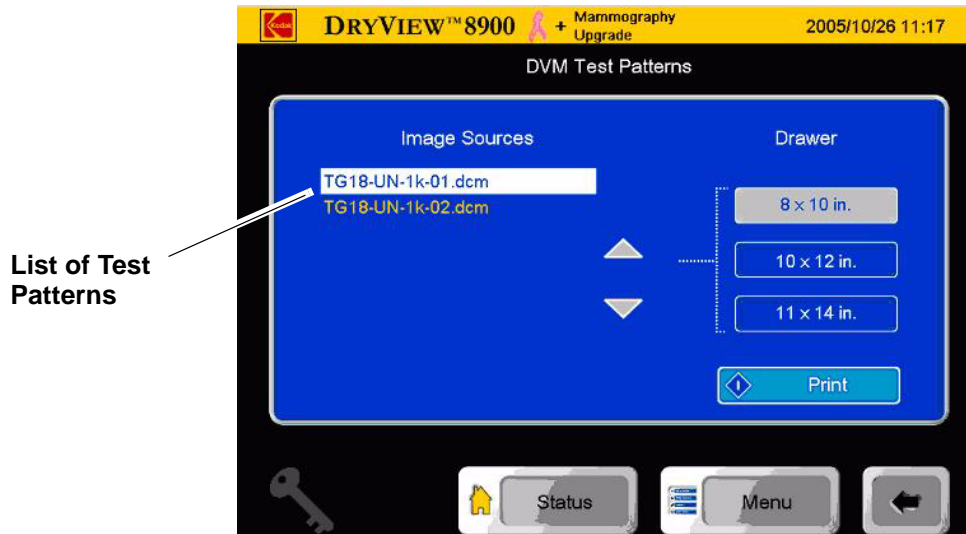 Kodak DRYVIEW™8900 + Mammography Upgrade 2005/10/26 11:17
DVM Test Patterns
Image Sources
Drawer
TG18-UN-1k-01.dcm
TG18-UN-1k-02.dcm
8 x 10 in.
10 x 12 in.
11 x 14 in.
Print
List of Test
Patterns
Status
Menu